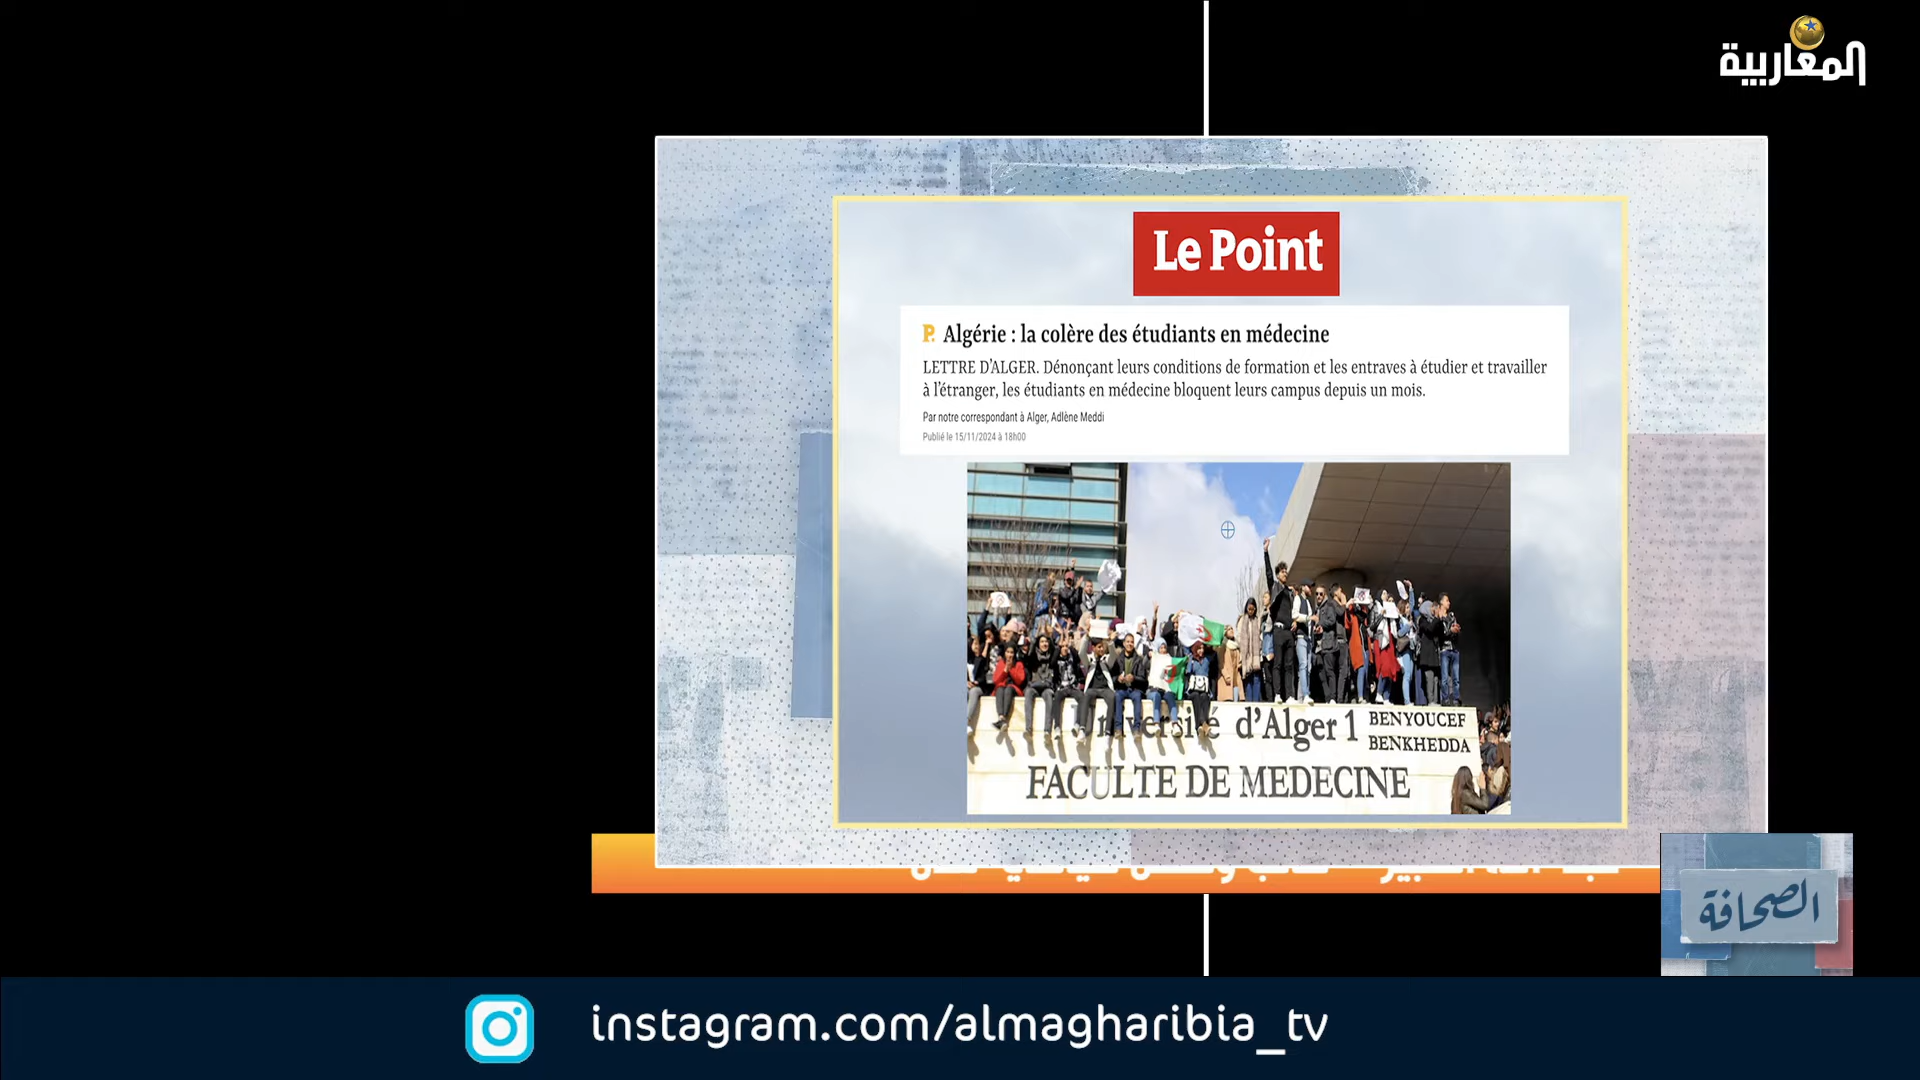 المغاربية
Le Point
P. Algérie : la colère des étudiants en médecine
LETTRE D'ALGER. Dénonçant leurs conditions de formation et les entraves à étudier et travailler
à l'étranger, les étudiants en médecine bloquent leurs campus depuis un mois.
Par notre correspondant à Alger, Adlène Meddi
Publié le 15/11/2024 à 18h00
Université d'Alger 1
BENYOUCEF
BENKHEDDA
FACULTE DE MEDECINE
الصحافة
instagram.com/almagharibia_tv